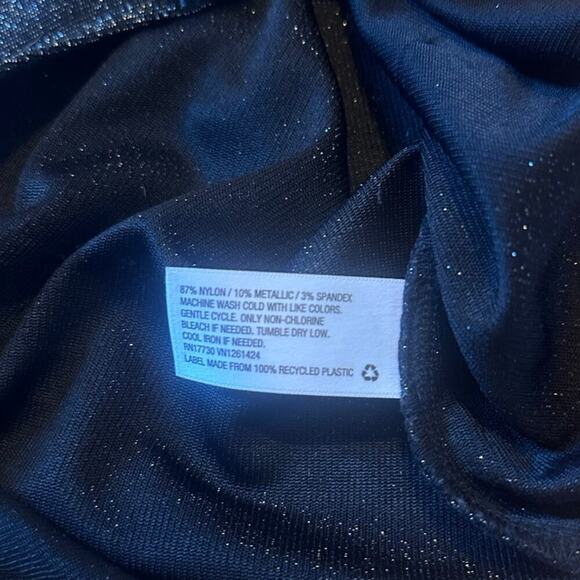 87% NYLON / 10% METALLIC / 3% SPANDEX
MACHINE WASH COLD WITH LIKE COLORS.
GENTLE CYCLE. ONLY NON-CHLORINE
BLEACH IF NEEDED. TUMBLE DRY LOW.
COOL IRON IF NEEDED.
RN17730 VN1261424
LABEL MADE FROM 100% RECYCLED PLASTIC